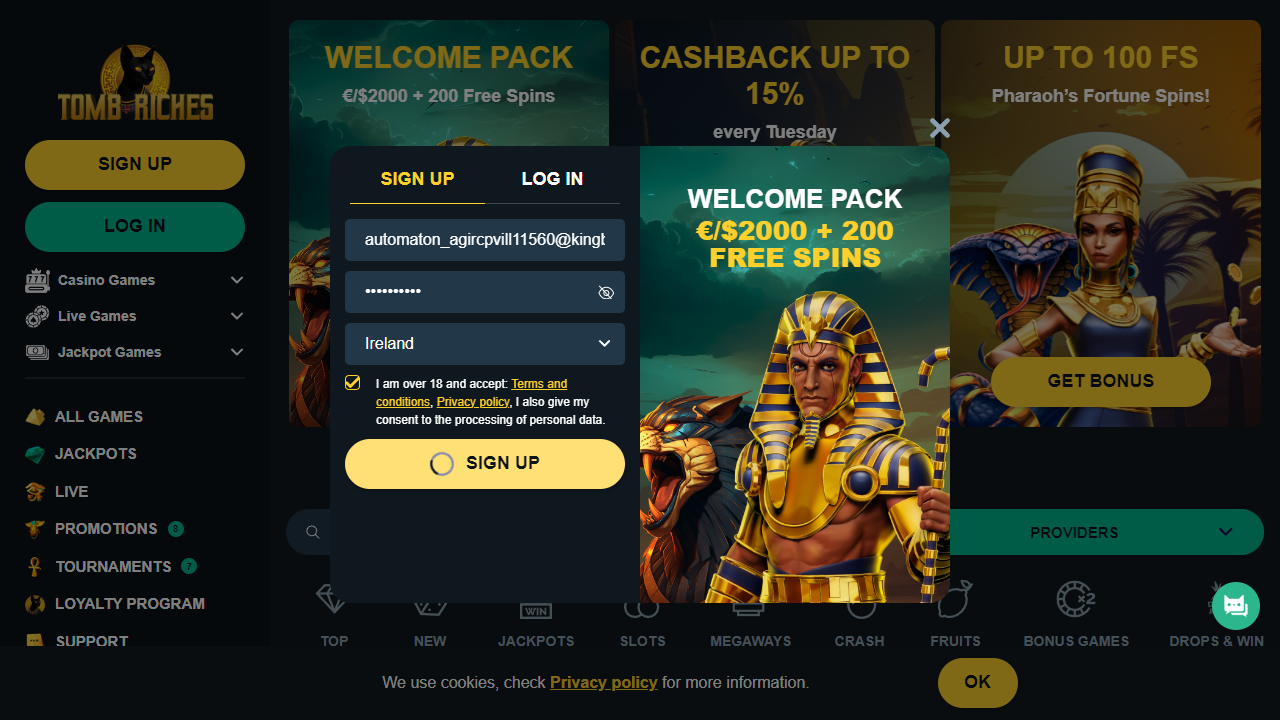 TOMB RICHES
SIGN UP
LOG IN
Casino Games
Live Games
Jackpot Games
ALL GAMES
JACKPOTS
LIVE
PROMOTIONS 8
TOURNAMENTS 7
LOYALTY PROGRAM
SUPPORT
WELCOME PACK
€/$2000 + 200 Free Spins
CASHBACK UP TO
15%
every Tuesday
UP TO 100 FS
Pharaoh’s Fortune Spins!
GET BONUS
SIGN UP LOG IN
automaton_agircpvill11560@kingb
••••••••••
Ireland
I am over 18 and accept: Terms and
conditions, Privacy policy, I also give my
consent to the processing of personal data.
SIGN UP
WELCOME PACK
€/$2000 + 200
FREE SPINS
PROVIDERS
WIN
x2
TOP NEW JACKPOTS SLOTS MEGAWAYS CRASH FRUITS BONUS GAMES DROPS & WIN
We use cookies, check Privacy policy for more information.
OK